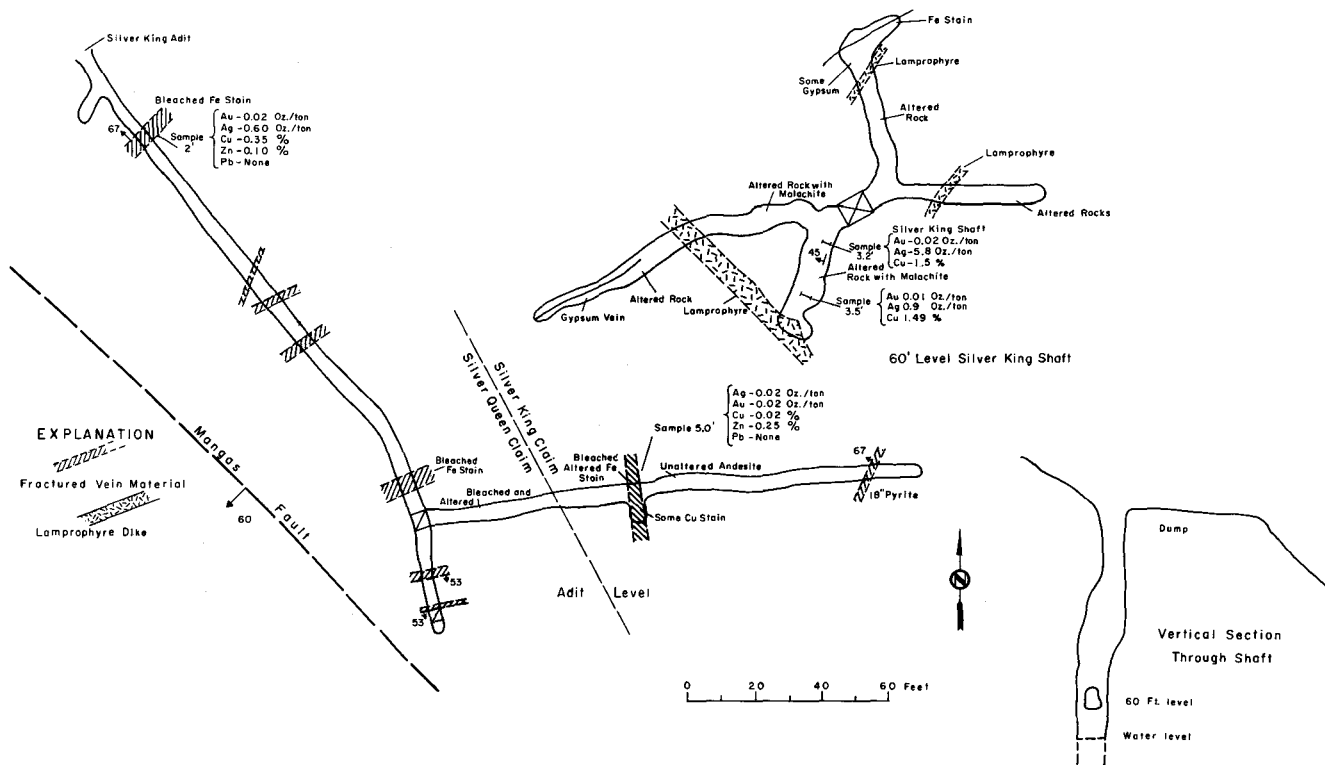 Silver King Adit
Bleached Fe Stain
67
Sample
2'
Au-0.02 Oz./ton
Ag-0.60 Oz./ton
Cu-0.35 %
Zn-0.10 %
Pb-None
Fe Stain
Lamprophyre
Some
Gypsum
Altered
Rock
Lamprophyre
Altered Rock with
Malachite
Altered Rocks
Silver King Shaft
Sample
3.2'
Au-0.02 Oz./ton
Ag-5.8 Oz./ton
Cu-1.5 %
45
Altered
Rock with Malachite
Sample
3.5'
Au 0.01 Oz/ton
Ag 0.9 Oz/ton
Cu 1.49 %
Altered Rock
Gypsum Vein
Lamprophyre
60' Level Silver King Shaft
Silver King Claim
Silver Queen Claim
Ag-0.02 Oz./ton
Au-0.02 Oz./ton
Cu-0.02 %
Zn-0.25 %
Pb-None
Sample 5.0'
EXPLANATION
Fractured Vein Material
Lamprophyre Dike
Mangas Fault
60
Bleached
Fe Stain
Bleached and
Altered
Bleached
Altered Fe
Stain
Unaltered Andesite
67
18" Pyrite
Some Cu Stain
53
53
Adit Level
N
0 20 40 60 Feet
Dump
Vertical Section
Through Shaft
60 Ft. level
Water level